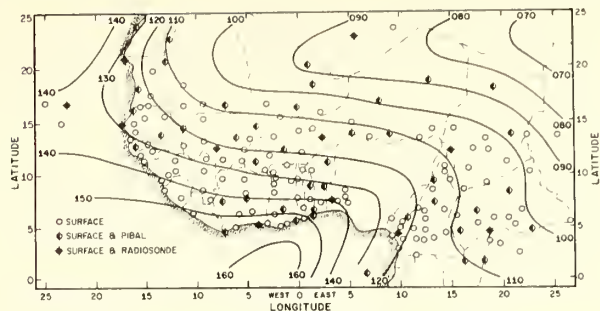 140 140 120 110 100 090 080 070
25 25
130 070
20 20
140
15 15
080
140 090
10 10
150
○ SURFACE
◐ SURFACE & PIBAL
5 5
100
◆ SURFACE & RADIOSONDE
160 160 140 120 110
0 0
LATITUDE
LATITUDE
25 20 15 10 5 WEST 0 EAST 5 10 15 20 25
LONGITUDE